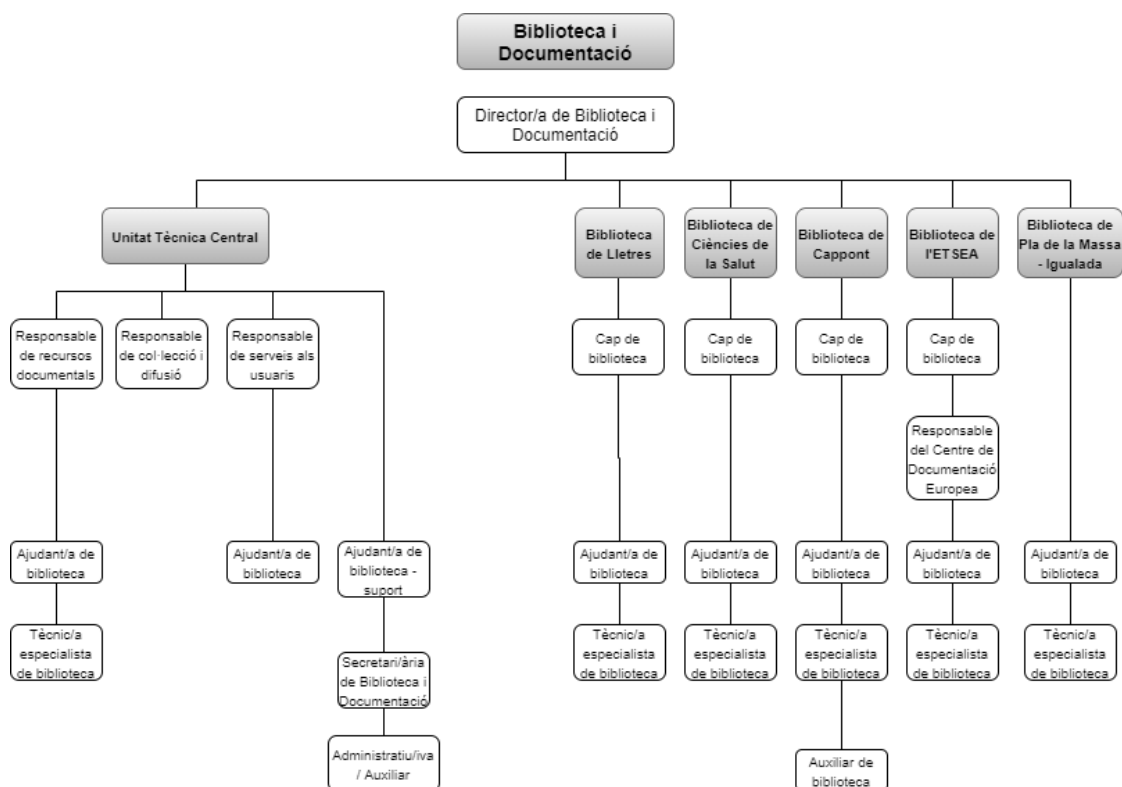 Biblioteca i
Documentació
Director/a de Biblioteca i
Documentació
Unitat Tècnica Central
Biblioteca
de Lletres
Biblioteca de
Ciències de
la Salut
Biblioteca de
Cappont
Biblioteca de
l'ETSEA
Biblioteca de
Pla de la Massa
- Igualada
Responsable
de recursos
documentals
Responsable
de col·lecció i
difusió
Responsable
de serveis als
usuaris
Cap de
biblioteca
Cap de
biblioteca
Cap de
biblioteca
Cap de
biblioteca
Responsable
del Centre de
Documentació
Europea
Ajudant/a de
biblioteca
Ajudant/a de
biblioteca
Ajudant/a de
biblioteca -
suport
Ajudant/a de
biblioteca
Ajudant/a de
biblioteca
Ajudant/a de
biblioteca
Ajudant/a de
biblioteca
Ajudant/a de
biblioteca
Tècnic/a
especialista
de biblioteca
Secretari/ària
de Biblioteca i
Documentació
Tècnic/a
especialista
de biblioteca
Tècnic/a
especialista
de biblioteca
Tècnic/a
especialista
de biblioteca
Tècnic/a
especialista
de biblioteca
Tècnic/a
especialista
de biblioteca
Administratiu/iva
/ Auxiliar
Auxiliar de
biblioteca